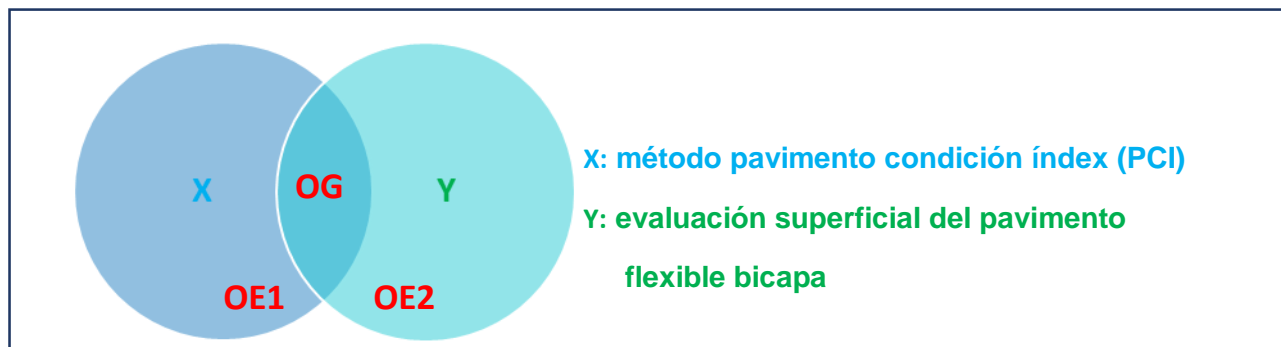 X
OG
Y
OE1
OE2
X: método pavimento condición índex (PCI)
Y: evaluación superficial del pavimento
flexible bicapa